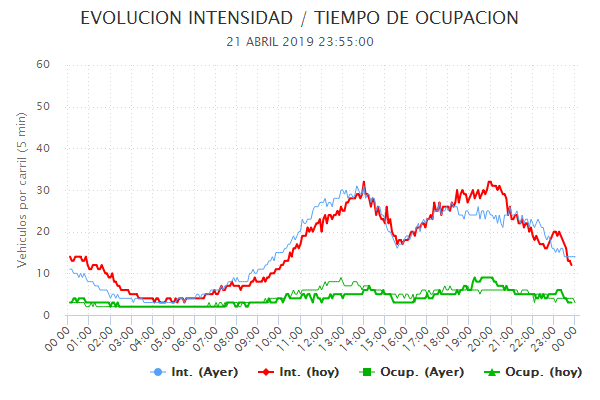 EVOLUCION INTENSIDAD / TIEMPO DE OCUPACION
21 ABRIL 2019 23:55:00
Vehículos por carril (5 min)
60
50
40
30
20
10
0
00:00 01:00 02:00 03:00 04:00 05:00 06:00 07:00 08:00 09:00 10:00 11:00 12:00 13:00 14:00 15:00 16:00 17:00 18:00 19:00 20:00 21:00 22:00 23:00 00:00
Int. (Ayer) Int. (hoy) Ocup. (Ayer) Ocup. (hoy)